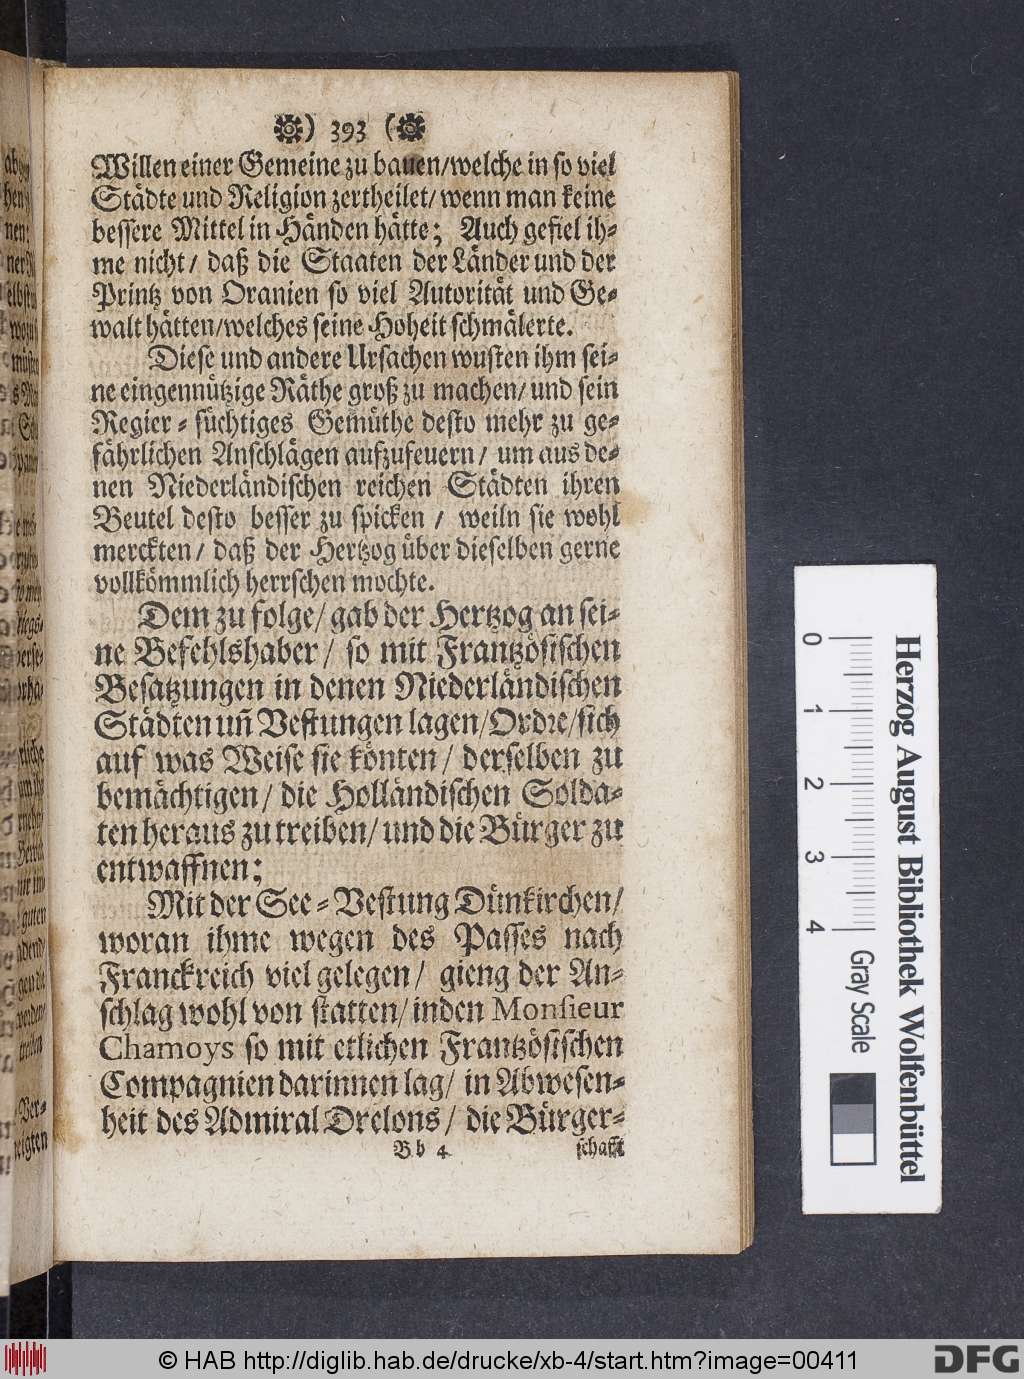 ) 393 (
Willen einer Gemeine zu bauen/welche in so viel
Städte und Religion zertheilet/ wenn man keine
bessere Mittel in Händen hätte; Auch gefiel ih-
me nicht/ daß die Staaten der Länder und der
Printz von Oranien so viel Autorität und Ge-
walt hätten/welches seine Hoheit schmälerte.
Diese und andere Ursachen wusten ihm sei-
ne eingennützige Räthe groß zu machen/ und sein
Regier-süchtiges Gemüthe desto mehr zu ge-
fährlichen Anschlägen aufzufeuern/ um aus de-
nen Niederländischen reichen Städten ihren
Beutel desto besser zu spicken/ weiln sie wohl
merckten/ daß der Hertzog über dieselben gerne
vollkömmlich herrschen mochte.
Dem zu folge/ gab der Hertzog an sei-
ne Befehlshaber/ so mit Frantzösischen
Besatzungen in denen Niederländischen
Städten uñ Vestungen lagen/Ordre/sich
auf was Weise sie könten/ derselben zu
bemächtigen/ die Holländischen Solda-
ten heraus zu treiben/ und die Bürger zu
entwaffnen;
Mit der See-Vestung Dünkirchen/
woran ihme wegen des Passes nach
Franckreich viel gelegen/ gieng der An-
schlag wohl von statten/ inden Monsieur
Chamoys so mit etlichen Frantzösischen
Compagnien darinnen lag/ in Abwesen-
heit des Admiral Drelons/ die Bürger-
Bb 4 schafft
0 1 2 3 4
Herzog August Bibliothek Wolfenbüttel
Gray Scale
© HAB http://diglib.hab.de/drucke/xb-4/start.htm?image=00411
DFG